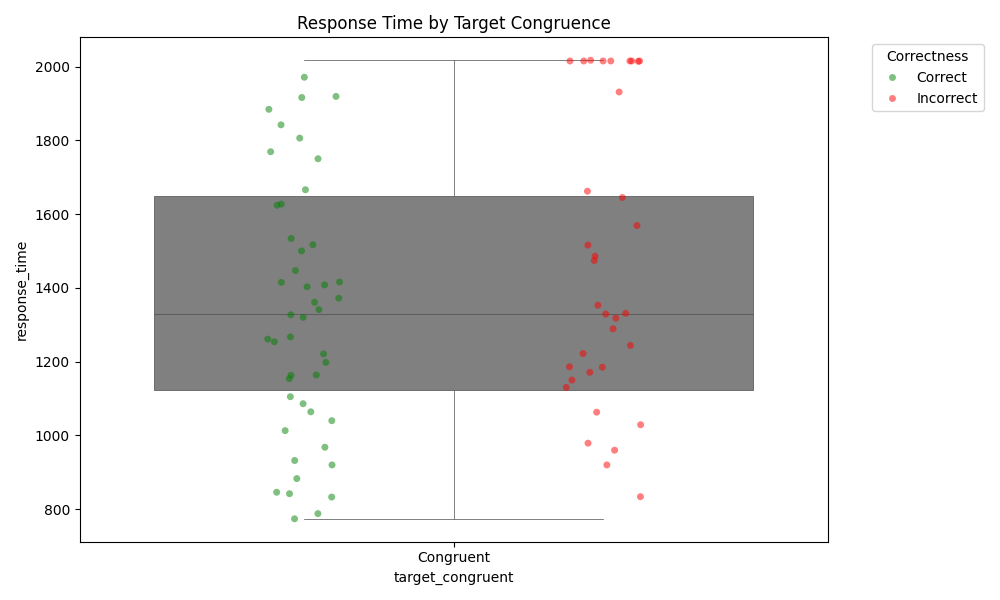 Response Time by Target Congruence
Correctness
Correct
Incorrect
response_time
2000
1800
1600
1400
1200
1000
800
Congruent
target_congruent